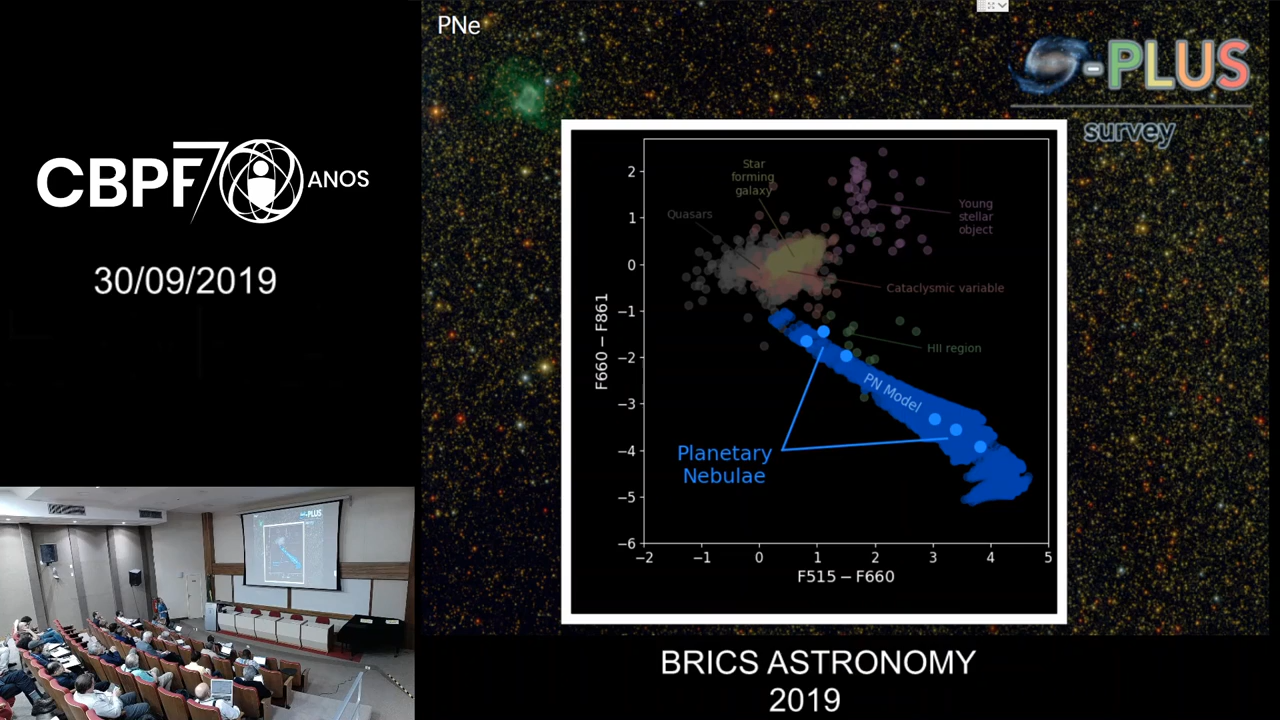 PNe
S-PLUS
survey
CBPF 70 ANOS
30/09/2019
Star
forming
galaxy
Quasars
Young
stellar
object
Cataclysmic variable
HII region
PN Model
Planetary
Nebulae
F660 − F861
2
1
0
−1
−2
−3
−4
−5
−6
−2
−1
0
1
2
3
4
5
F515 − F660
BRICS ASTRONOMY
2019